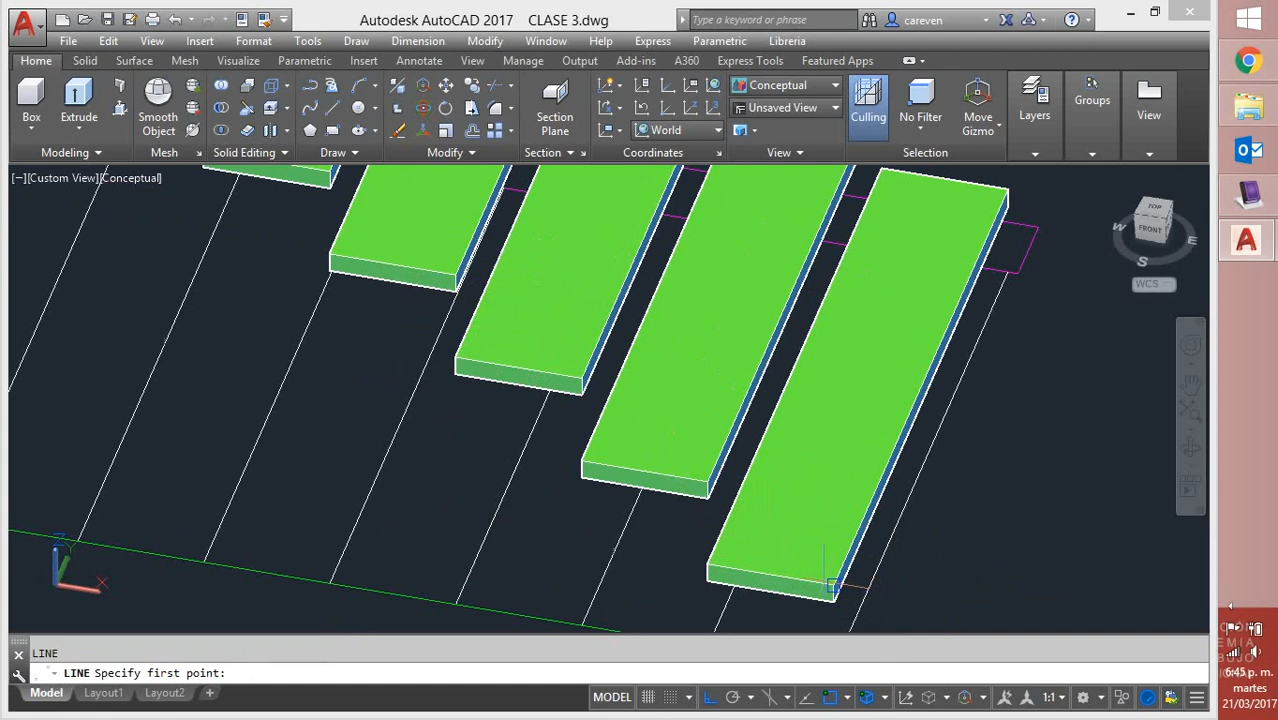 Autodesk AutoCAD 2017 CLASE 3.dwg
Type a keyword or phrase
careven
File Edit View Insert Format Tools Draw Dimension Modify Window Help Express Parametric Libreria
Home Solid Surface Mesh Visualize Parametric Insert Annotate View Manage Output Add-ins A360 Express Tools Featured Apps
Box
Extrude
Smooth Object
Section Plane
Conceptual
Unsaved View
World
Culling
No Filter
Move Gizmo
Layers
Groups
View
Modeling
Mesh
Solid Editing
Draw
Modify
Section
Coordinates
View
Selection
[−][Custom View][Conceptual]
TOP
FRONT
W
E
S
WCS
Z
Y
X
LINE
LINE Specify first point:
Model Layout1 Layout2 +
MODEL
1:1
6:45 p. m.
martes
21/03/2017